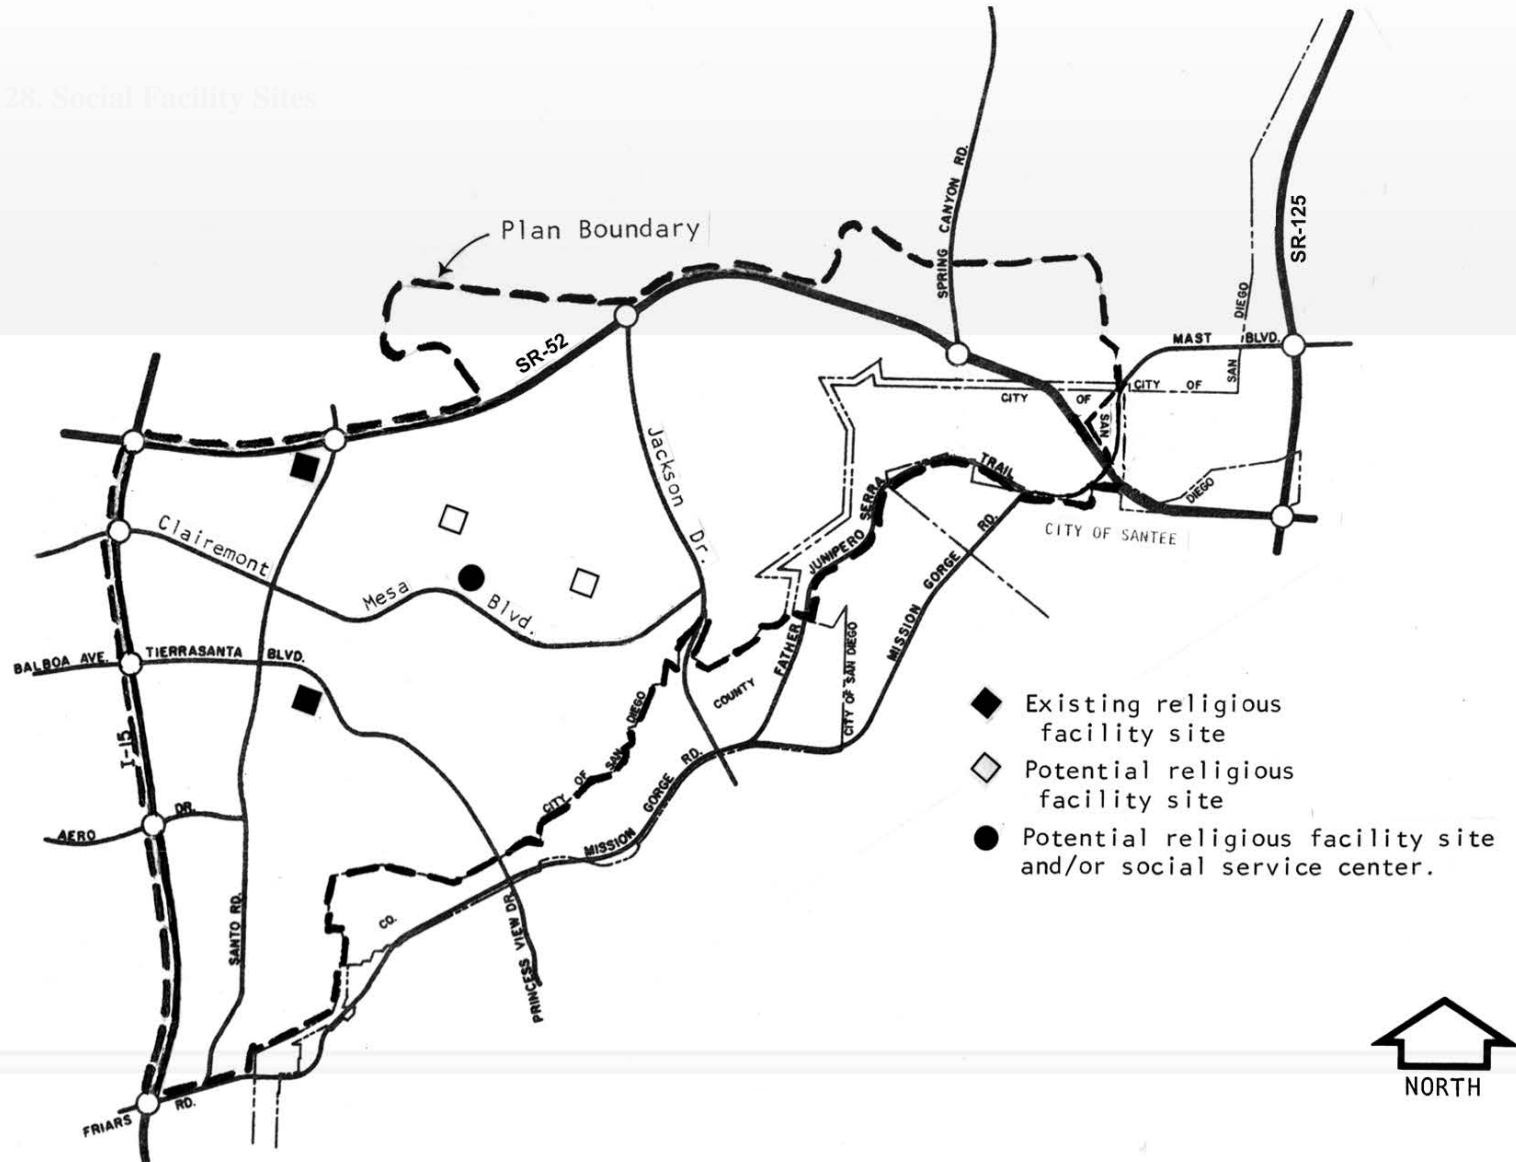 28. Social Facility Sites
Plan Boundary
SPRING CANYON RD.
SR-125
SR-52
MAST BLVD.
SAN DIEGO
CITY OF
CITY OF SAN
DIEGO
Jackson Dr.
TRAIL
FATHER JUNIPERO SERRA
CITY OF SANTEE
MISSION GORGE RD.
Clairemont Mesa Blvd.
BALBOA AVE.
TIERRASANTA BLVD.
I-15
COUNTY
CITY OF SAN DIEGO
CITY OF SAN DIEGO
MISSION GORGE RD.
AERO DR.
SANTO RD.
CO.
PRINCESS VIEW DR.
FRIARS RD.
Existing religious
facility site
Potential religious
facility site
Potential religious facility site
and/or social service center.
NORTH